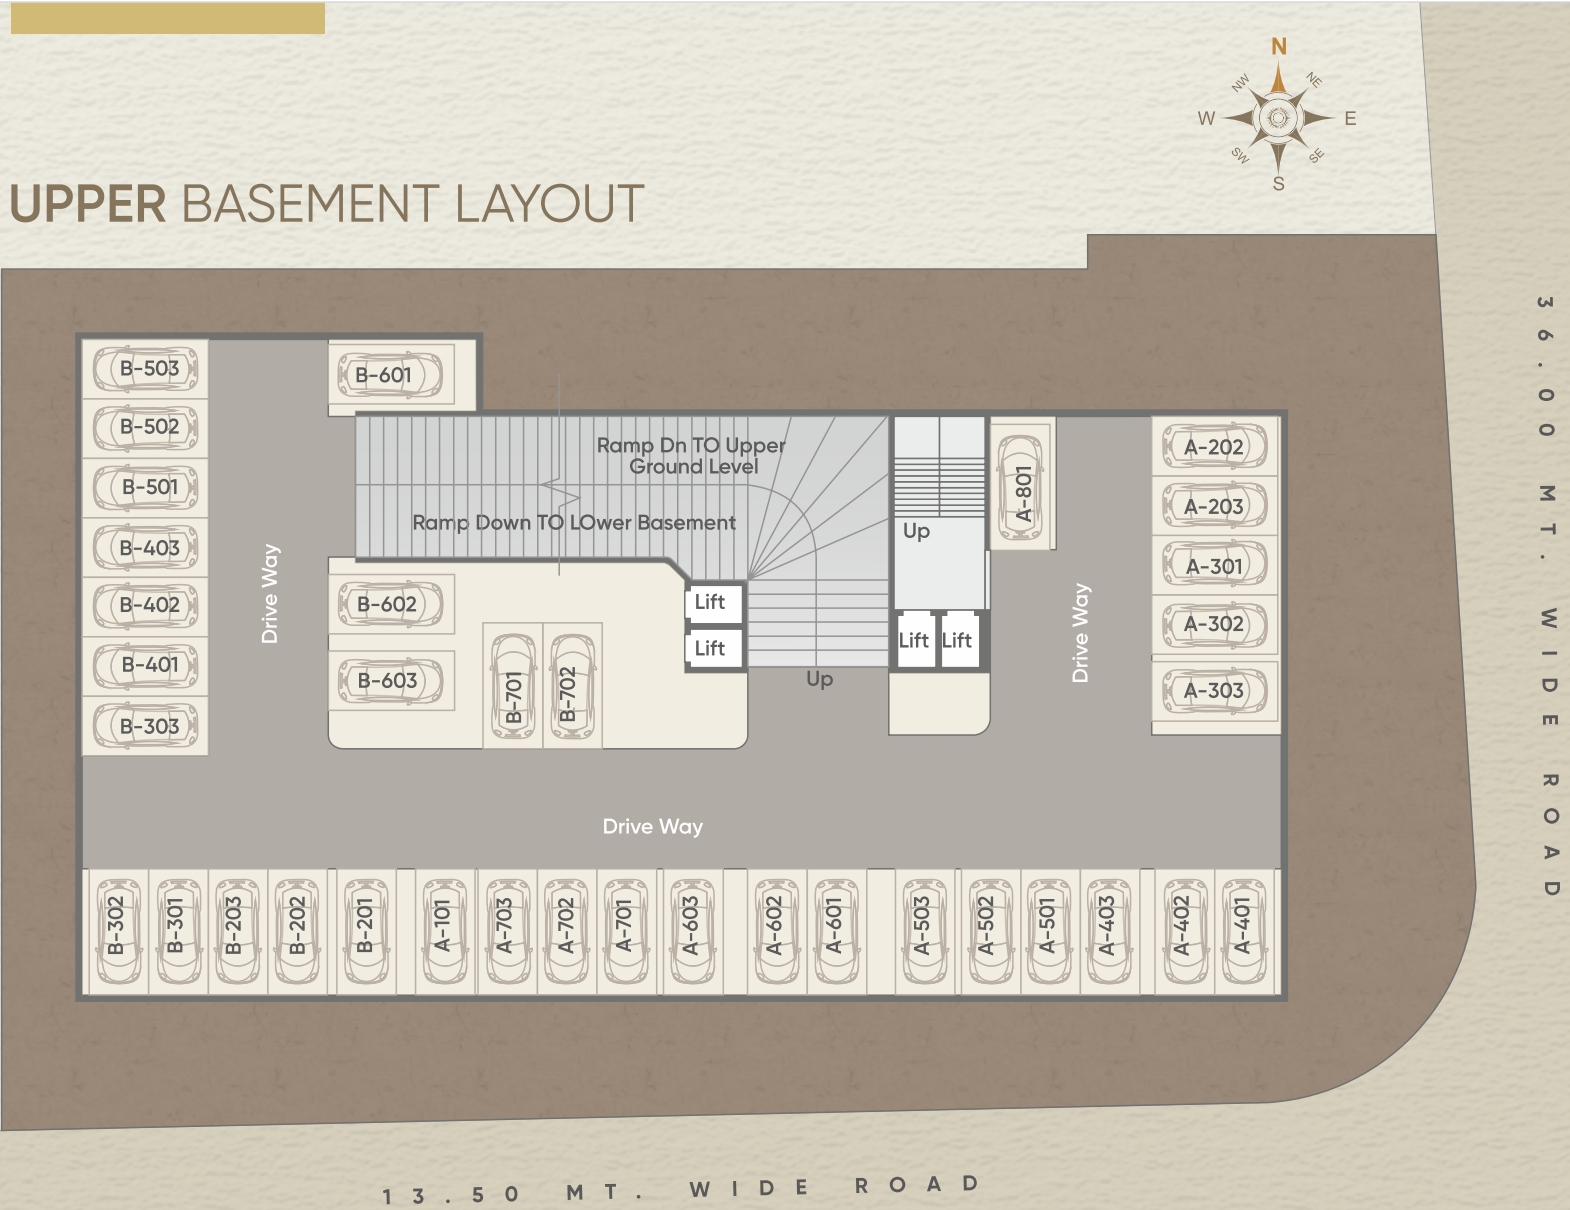 N
NW
NE
W
E
SW
SE
S
UPPER BASEMENT LAYOUT
36.00 MT. WIDE ROAD
B-503
B-601
B-502
B-501
B-403
B-402
B-401
B-303
Drive Way
Ramp Dn TO Upper
Ground Level
Ramp Down TO LOwer Basement
B-602
B-603
B-701
B-702
Lift
Lift
Up
Up
Lift
Lift
A-801
Drive Way
A-202
A-203
A-301
A-302
A-303
Drive Way
B-302
B-301
B-203
B-202
B-201
A-101
A-703
A-702
A-701
A-603
A-602
A-601
A-503
A-502
A-501
A-403
A-402
A-401
13.50 MT. WIDE ROAD